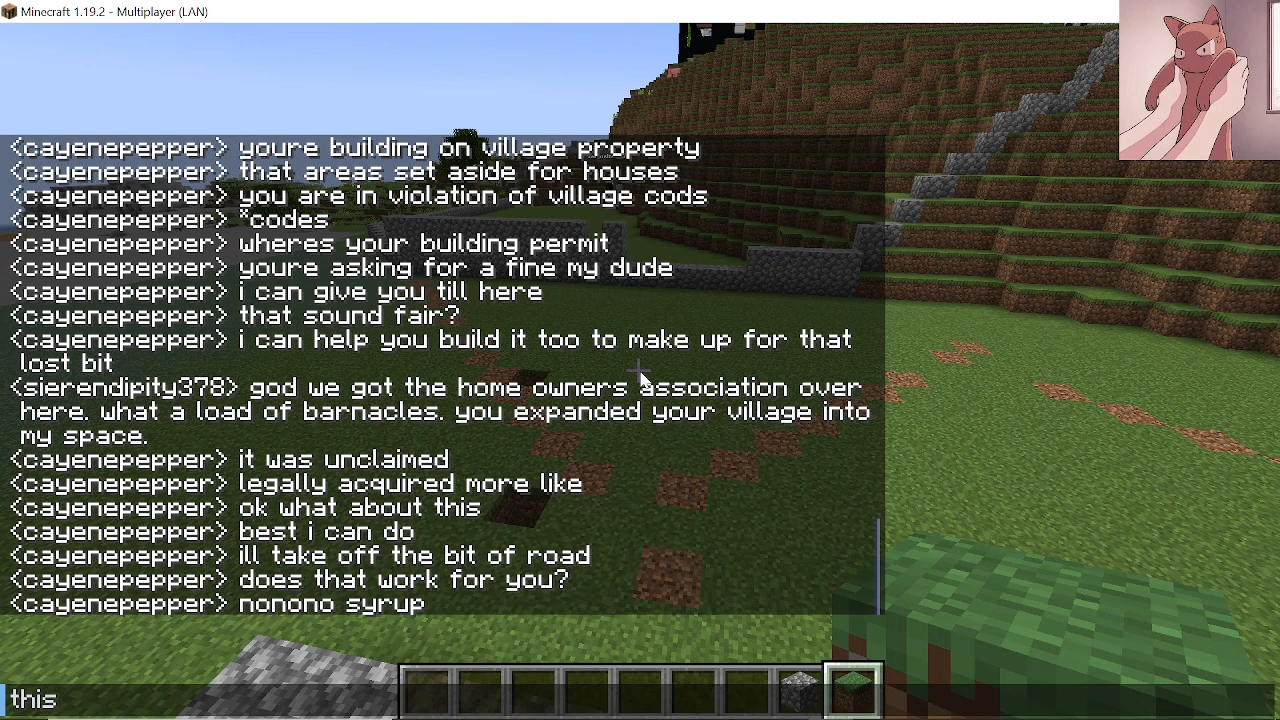 Minecraft 1.19.2 - Multiplayer (LAN)
<cayenepepper> youre building on village property
<cayenepepper> that areas set aside for houses
<cayenepepper> you are in violation of village cods
<cayenepepper> *codes
<cayenepepper> wheres your building permit
<cayenepepper> youre asking for a fine my dude
<cayenepepper> i can give you till here
<cayenepepper> that sound fair?
<cayenepepper> i can help you build it too to make up for that
lost bit
<sierendipity378> god we got the home owners association over
here. what a load of barnacles. you expanded your village into
my space.
<cayenepepper> it was unclaimed
<cayenepepper> legally acquired more like
<cayenepepper> ok what about this
<cayenepepper> best i can do
<cayenepepper> ill take off the bit of road
<cayenepepper> does that work for you?
<cayenepepper> nonono syrup
this